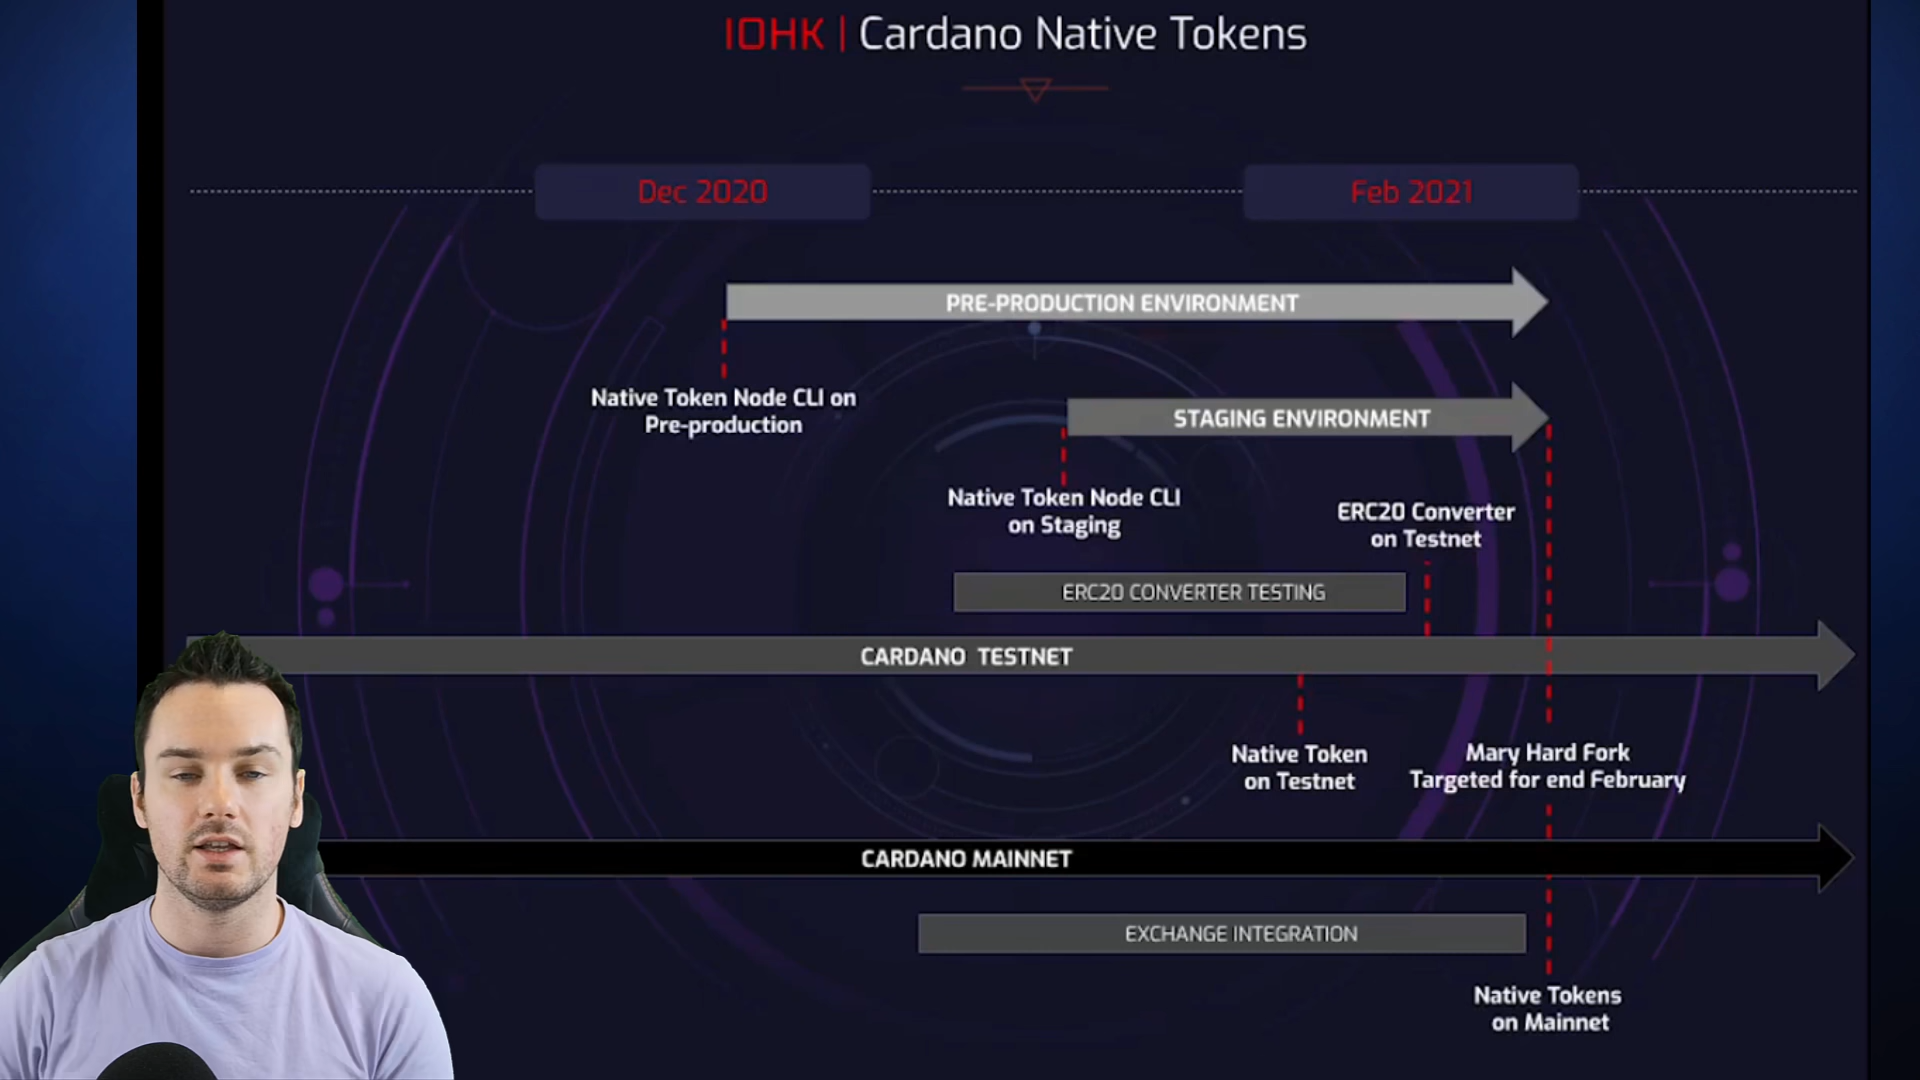 IOHK | Cardano Native Tokens
Dec 2020
Feb 2021
PRE-PRODUCTION ENVIRONMENT
Native Token Node CLI on
Pre-production
STAGING ENVIRONMENT
Native Token Node CLI
on Staging
ERC20 Converter
on Testnet
ERC20 CONVERTER TESTING
CARDANO TESTNET
Native Token
on Testnet
Mary Hard Fork
Targeted for end February
CARDANO MAINNET
EXCHANGE INTEGRATION
Native Tokens
on Mainnet